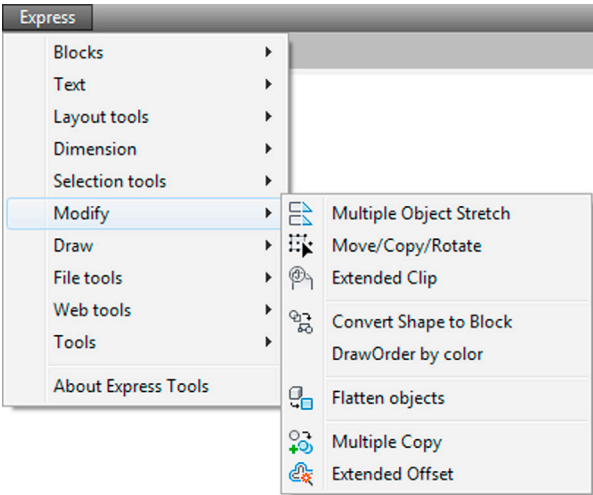 Express
Blocks
Text
Layout tools
Dimension
Selection tools
Modify
Draw
File tools
Web tools
Tools
About Express Tools
Multiple Object Stretch
Move/Copy/Rotate
Extended Clip
Convert Shape to Block
DrawOrder by color
Flatten objects
Multiple Copy
Extended Offset